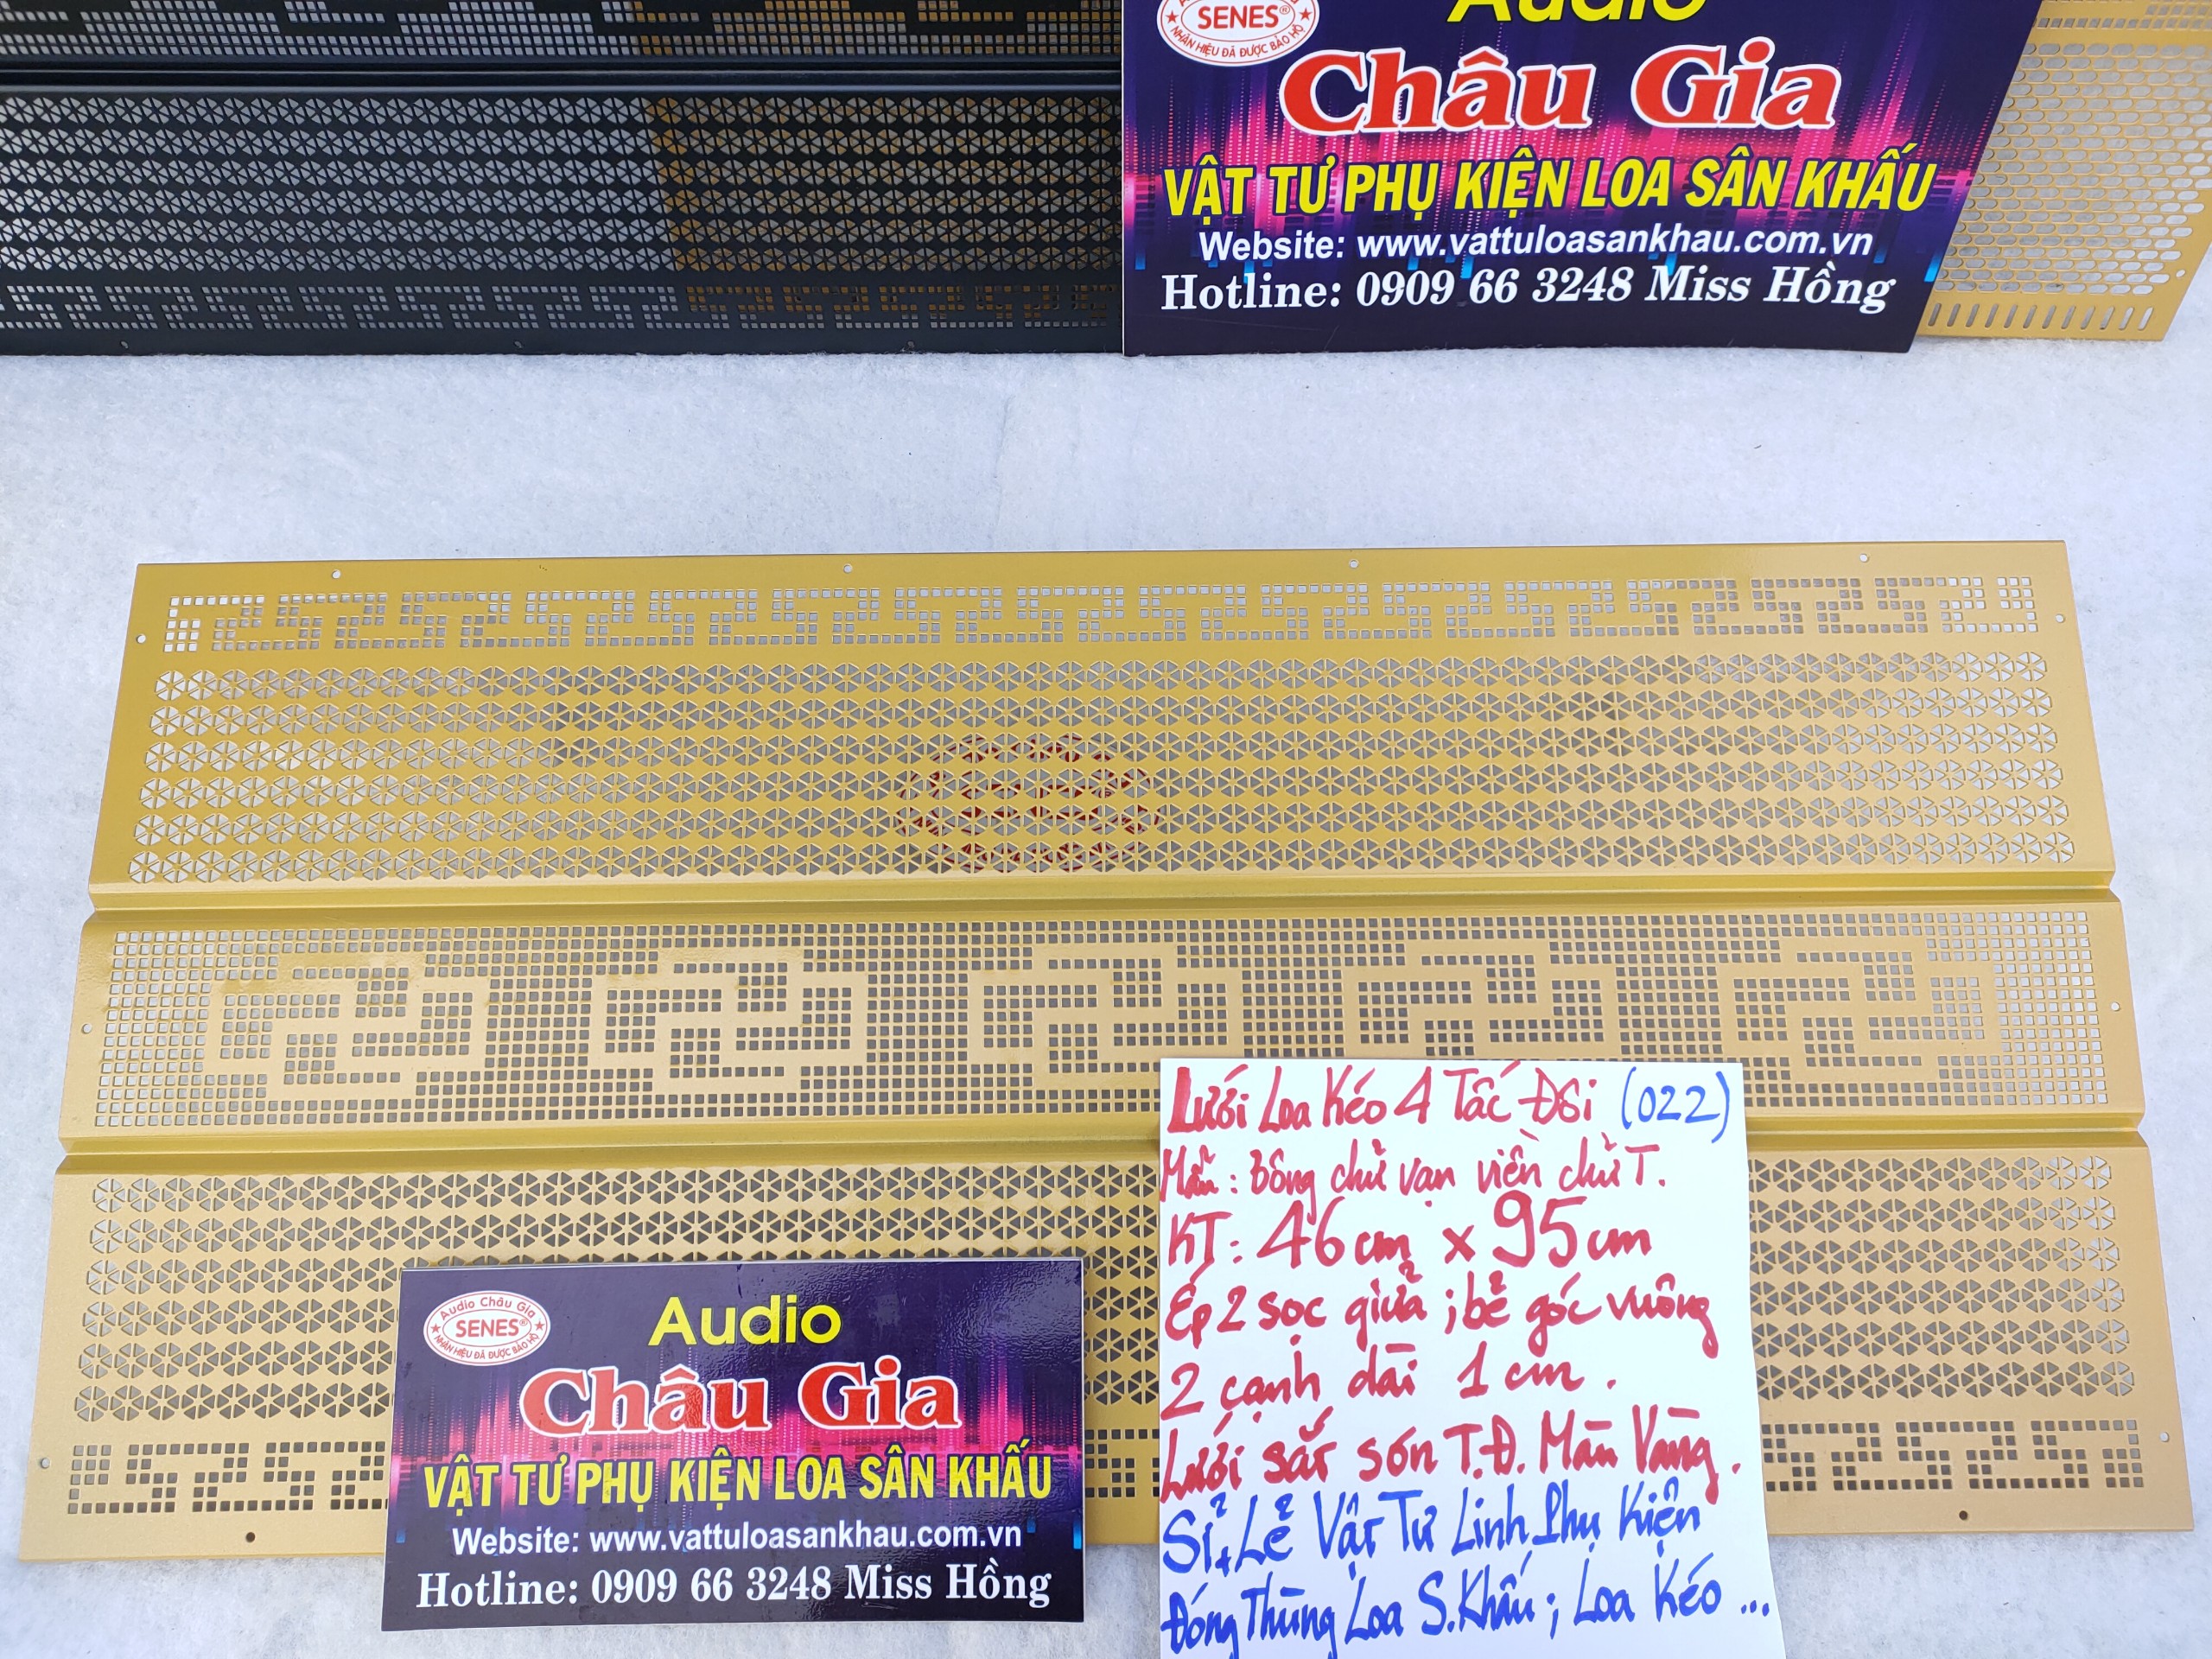 SENES®
NHÃN HIỆU ĐÃ ĐƯỢC BẢO HỘ
Audio
Châu Gia
VẬT TƯ PHỤ KIỆN LOA SÂN KHẤU
Website: www.vattuloasankhau.com.vn
Hotline: 0909 66 3248 Miss Hồng
Lưới Loa Kéo 4 Tấc Đôi (022)
Mẫu: Bông chữ vạn viền chữ T.
KT: 46cm x 95cm
Ép 2 sọc giữa; bẻ góc vuông
2 cạnh dài 1cm.
Lưới sắt sơn T.Đ. Màu Vàng.
Sỉ + Lẻ Vật Tư Linh Phụ Kiện
Đóng Thùng Loa S.Khấu; Loa Kéo ...
Audio Châu Gia
SENES®
NHÃN HIỆU ĐÃ ĐƯỢC BẢO HỘ
Audio
Châu Gia
VẬT TƯ PHỤ KIỆN LOA SÂN KHẤU
Website: www.vattuloasankhau.com.vn
Hotline: 0909 66 3248 Miss Hồng